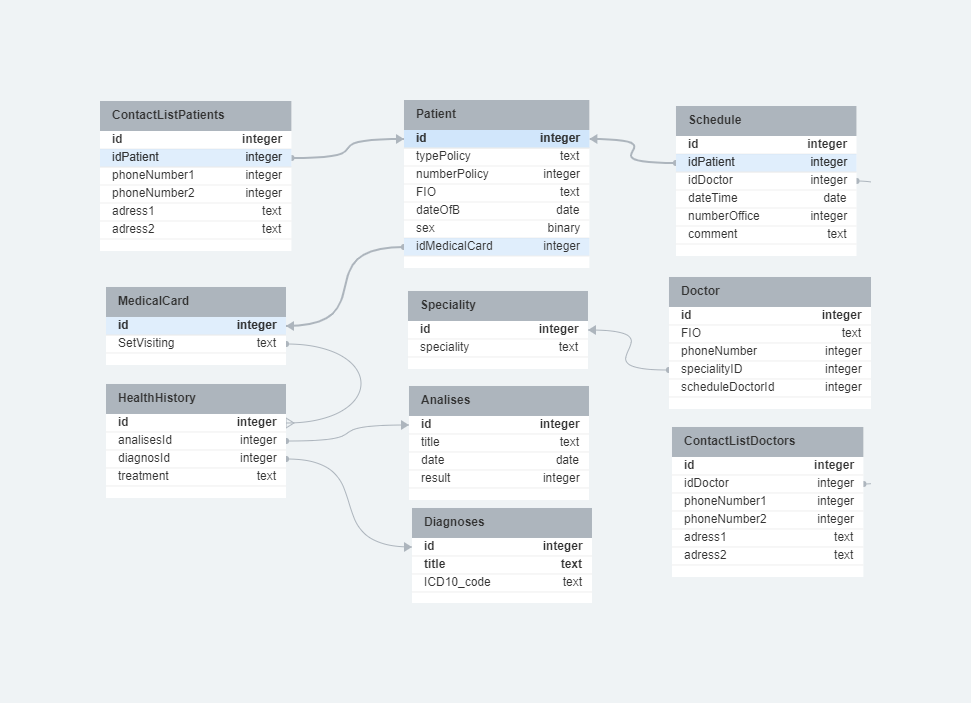 ContactListPatients
id integer
idPatient integer
phoneNumber1 integer
phoneNumber2 integer
adress1 text
adress2 text
Patient
id integer
typePolicy text
numberPolicy integer
FIO text
dateOfB date
sex binary
idMedicalCard integer
Schedule
id integer
idPatient integer
idDoctor integer
dateTime date
numberOffice integer
comment text
MedicalCard
id integer
SetVisiting text
Speciality
id integer
speciality text
Doctor
id integer
FIO text
phoneNumber integer
specialityID integer
scheduleDoctorId integer
HealthHistory
id integer
analisesId integer
diagnosId integer
treatment text
Analises
id integer
title text
date date
result integer
ContactListDoctors
id integer
idDoctor integer
phoneNumber1 integer
phoneNumber2 integer
adress1 text
adress2 text
Diagnoses
id integer
title text
ICD10_code text